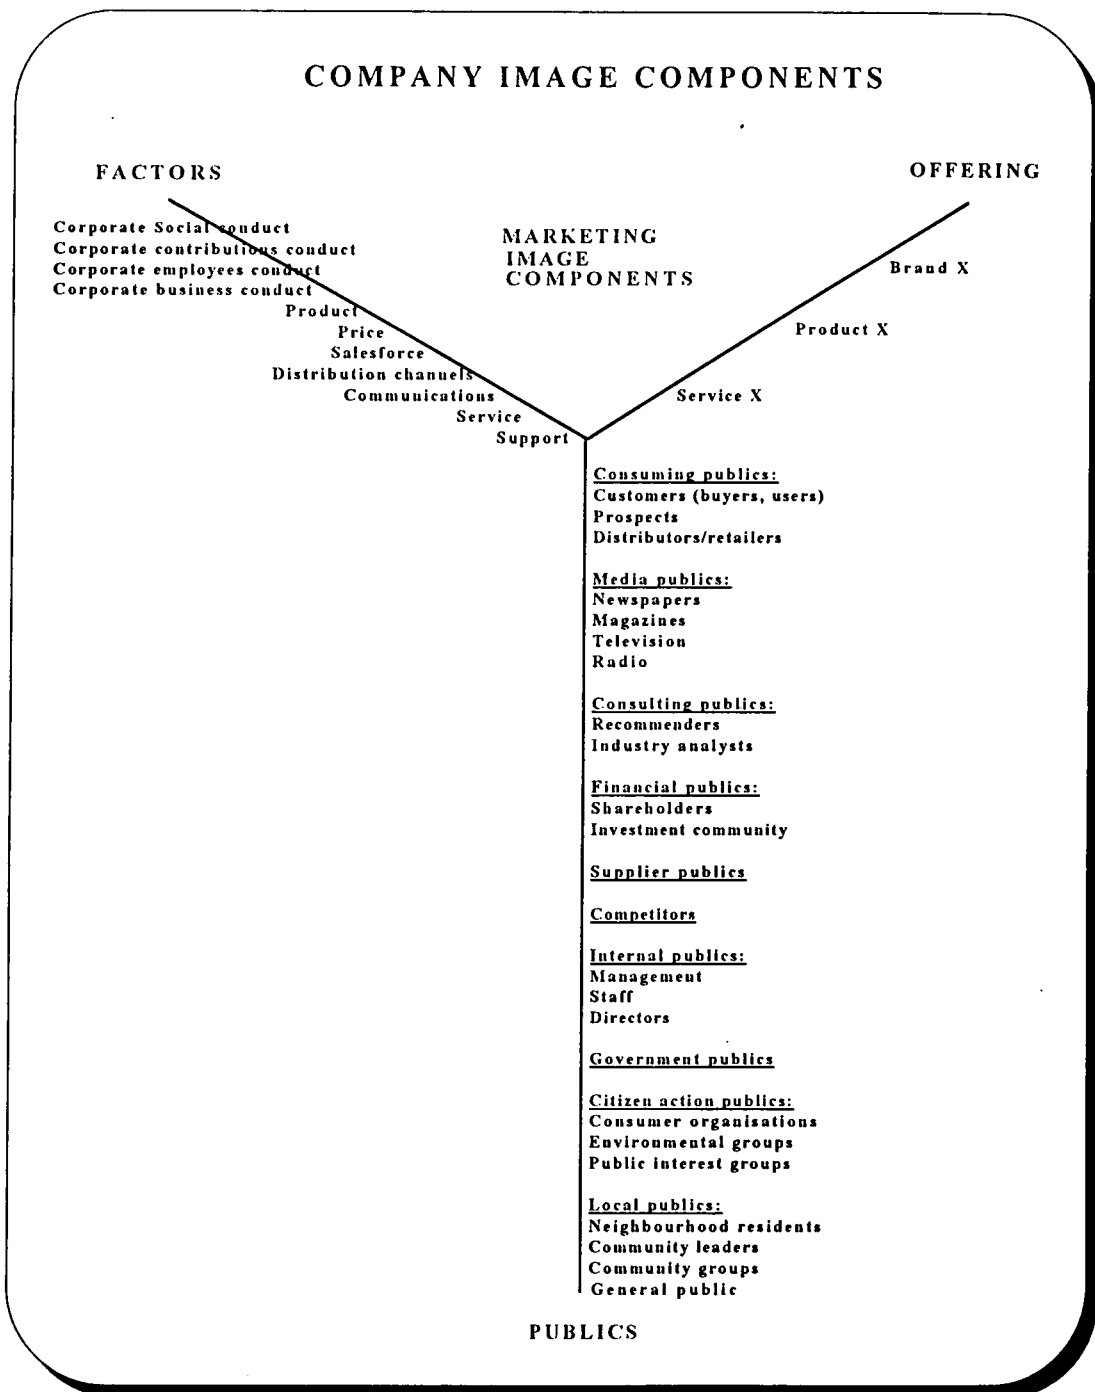 COMPANY IMAGE COMPONENTS
FACTORS
OFFERING
Corporate Social conduct
Corporate contributions conduct
Corporate employees conduct
Corporate business conduct
Product
Price
Salesforce
Distribution channels
Communications
Service
Support
MARKETING
IMAGE
COMPONENTS
Brand X
Product X
Service X
Consuming publics:
Customers (buyers, users)
Prospects
Distributors/retailers
Media publics:
Newspapers
Magazines
Television
Radio
Consulting publics:
Recommenders
Industry analysts
Financial publics:
Shareholders
Investment community
Supplier publics
Competitors
Internal publics:
Management
Staff
Directors
Government publics
Citizen action publics:
Consumer organisations
Environmental groups
Public interest groups
Local publics:
Neighbourhood residents
Community leaders
Community groups
General public
PUBLICS